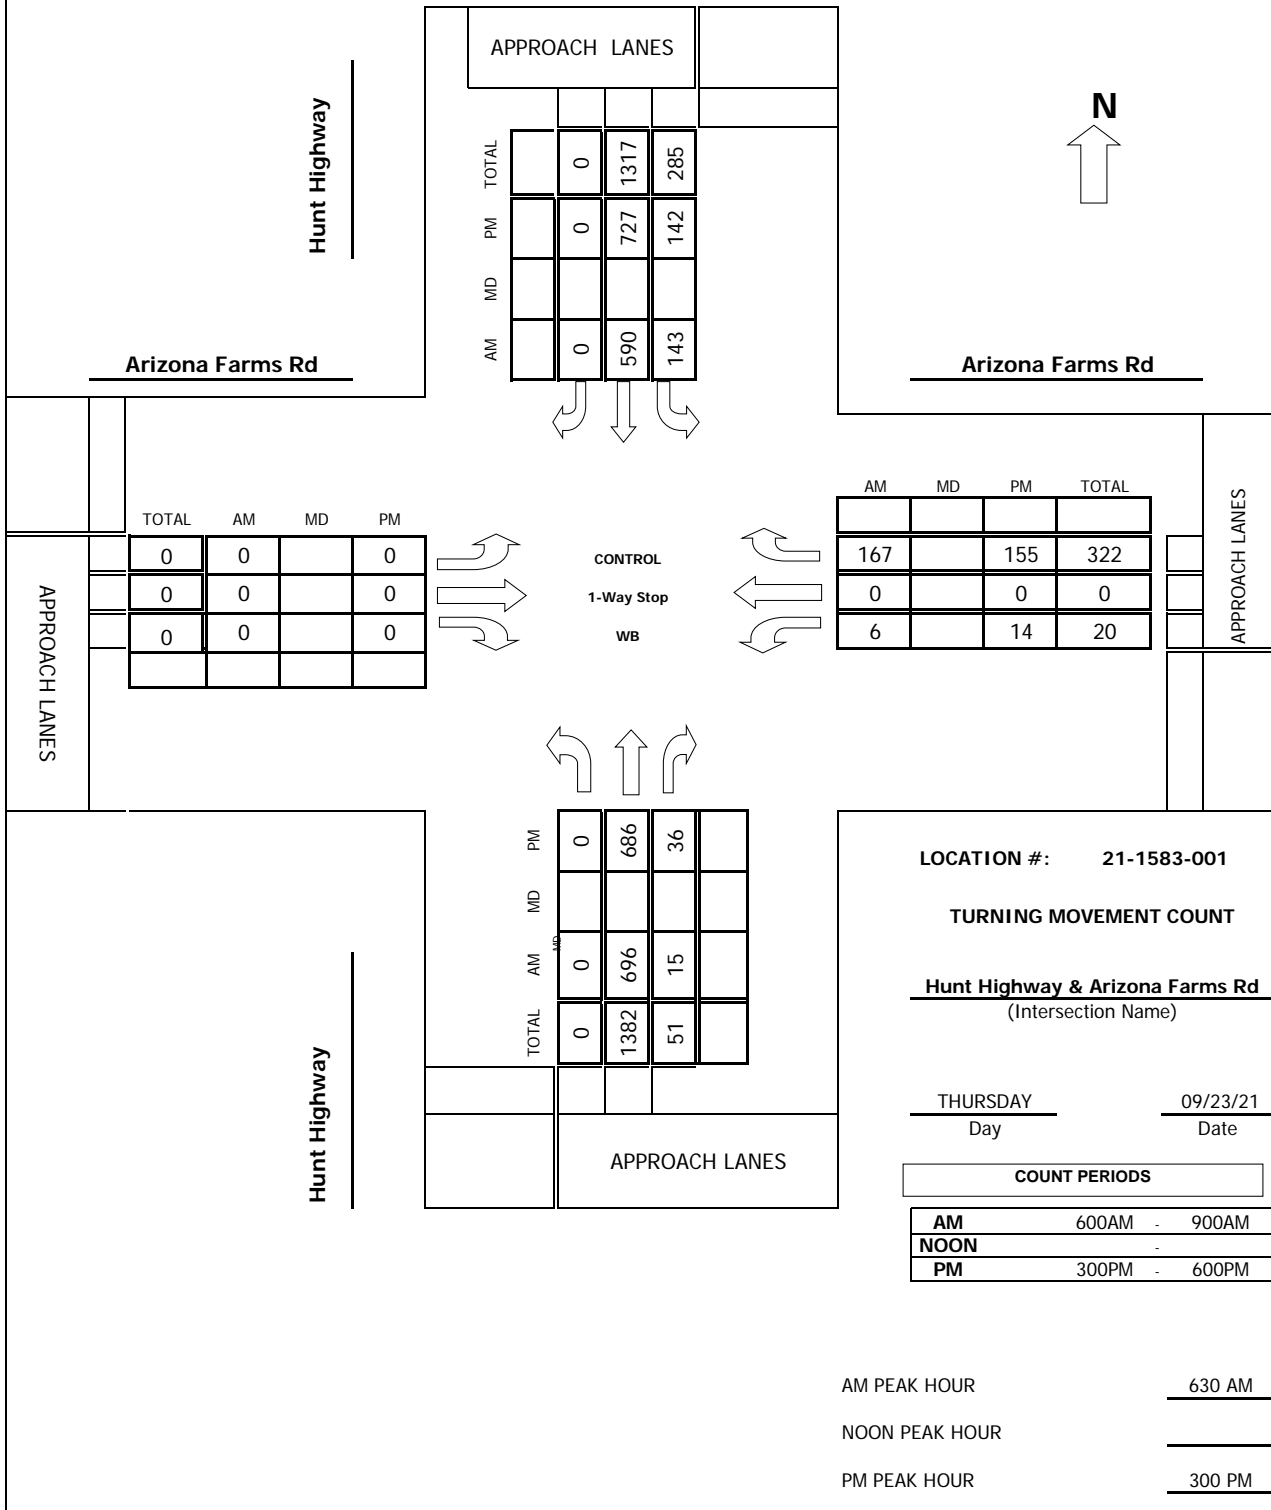 APPROACH LANES
N
Hunt Highway
TOTAL 0 1317 285
PM 0 727 142
MD
AM 0 590 143
Arizona Farms Rd
Arizona Farms Rd
AM MD PM TOTAL
167 155 322
0 0 0
6 14 20
APPROACH LANES
TOTAL AM MD PM
0 0 0
0 0 0
0 0 0
APPROACH LANES
CONTROL
1-Way Stop
WB
PM 0 686 36
MD
MD
AM 0 696 15
TOTAL 0 1382 51
Hunt Highway
APPROACH LANES
LOCATION #: 21-1583-001
TURNING MOVEMENT COUNT
Hunt Highway & Arizona Farms Rd
(Intersection Name)
THURSDAY 09/23/21
Day Date
COUNT PERIODS
AM 600AM - 900AM
NOON -
PM 300PM - 600PM
AM PEAK HOUR 630 AM
NOON PEAK HOUR
PM PEAK HOUR 300 PM